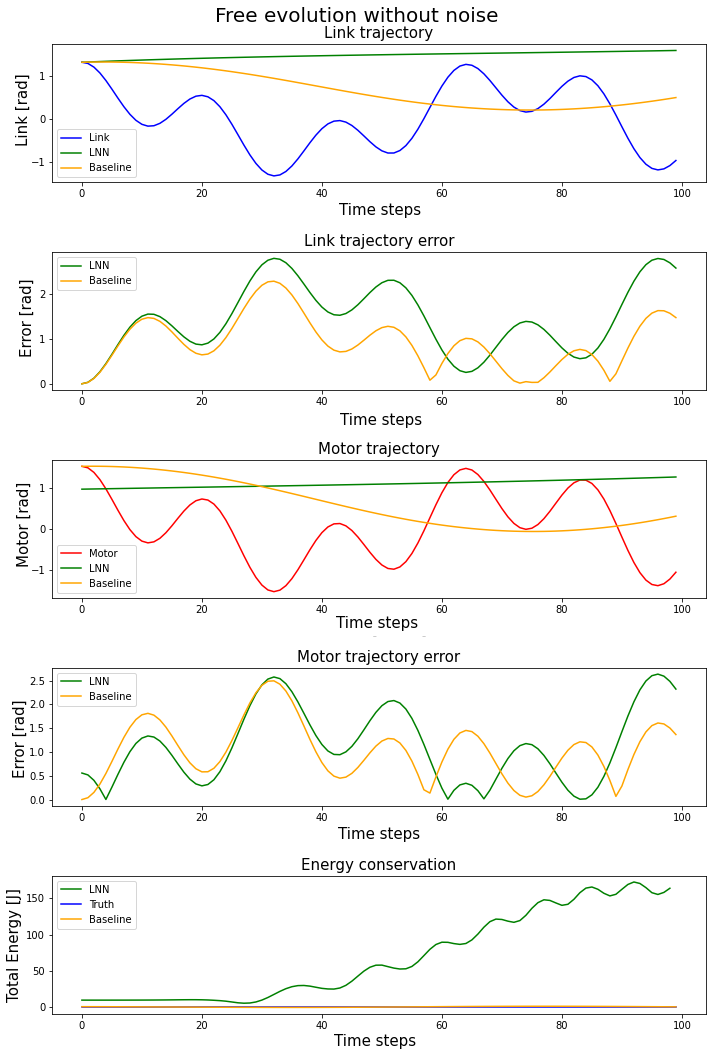 Free evolution without noise
Link trajectory
Link [rad]
1
0
−1
Link
LNN
Baseline
0 20 40 60 80 100
Time steps
Link trajectory error
Error [rad]
2
1
0
LNN
Baseline
0 20 40 60 80 100
Time steps
Motor trajectory
Motor [rad]
1
0
−1
Motor
LNN
Baseline
0 20 40 60 80 100
Time steps
Motor trajectory error
Error [rad]
2.5
2.0
1.5
1.0
0.5
0.0
LNN
Baseline
0 20 40 60 80 100
Time steps
Energy conservation
Total Energy [J]
150
100
50
0
LNN
Truth
Baseline
0 20 40 60 80 100
Time steps